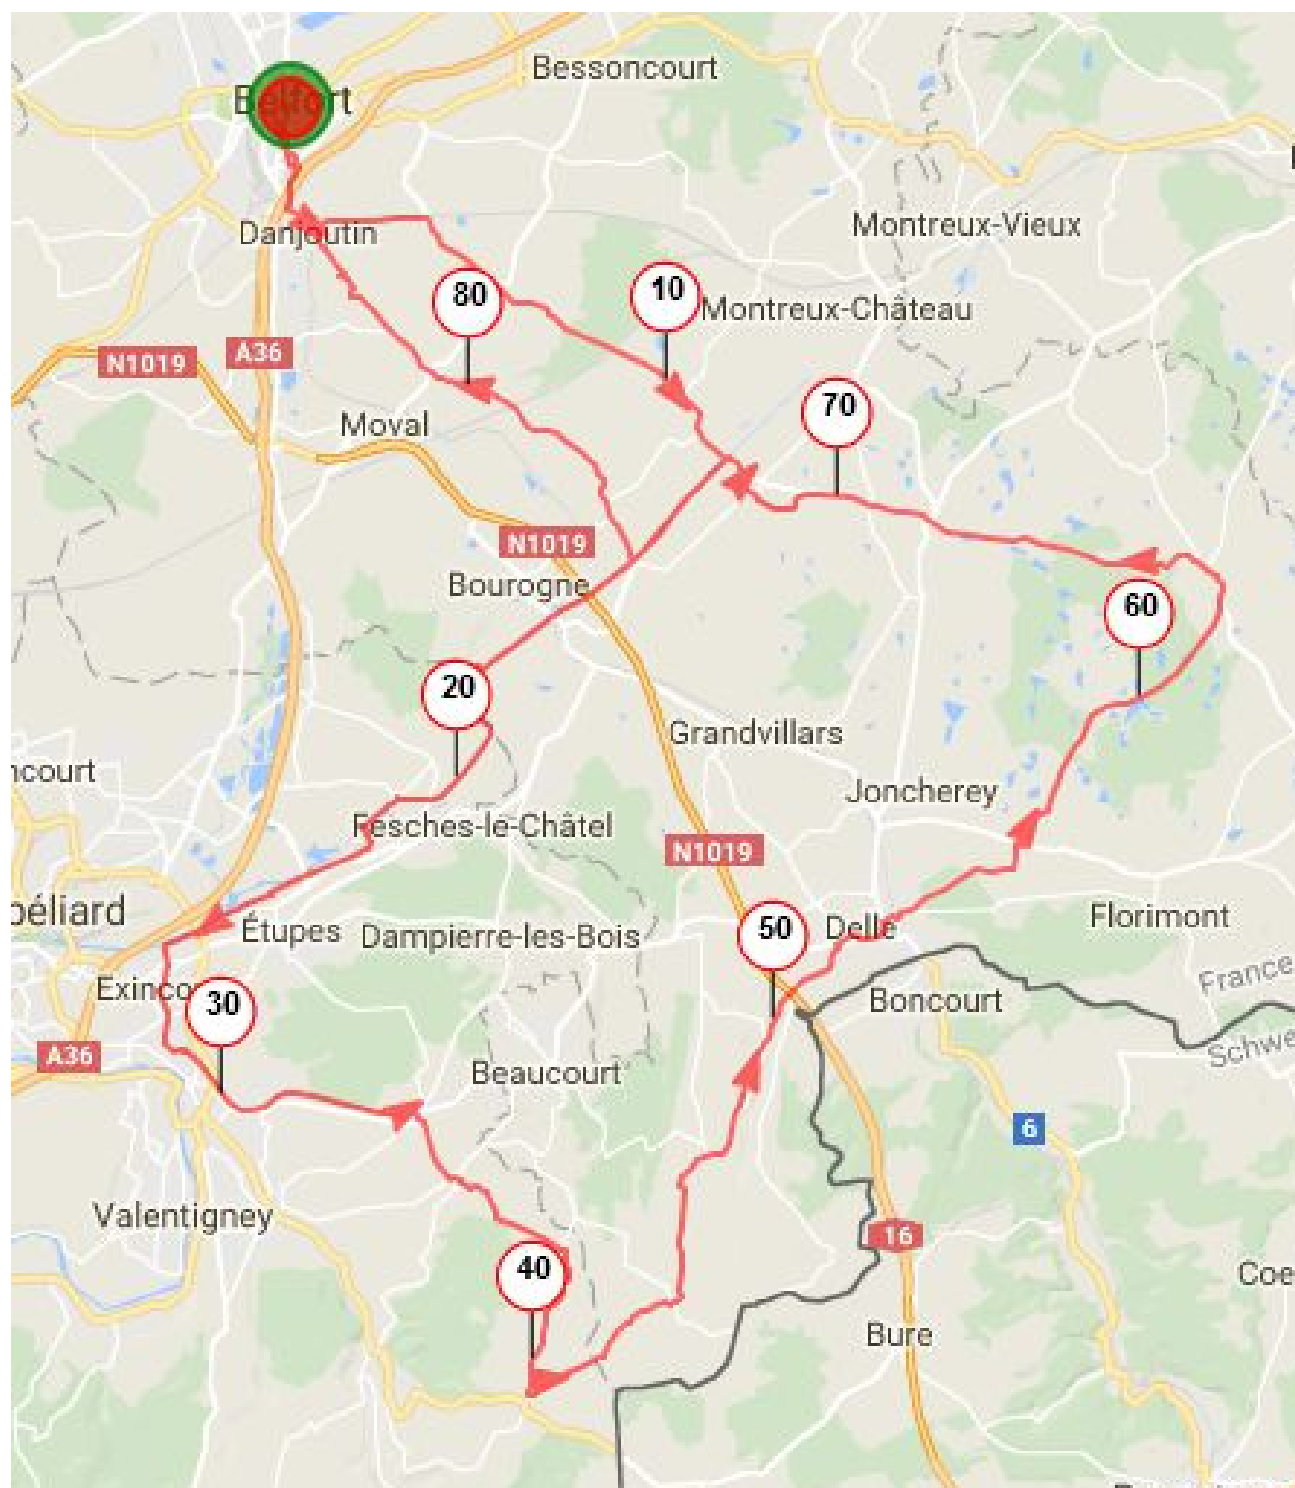 Bessoncourt
Belfort
Montreux-Vieux
Danjoutin
80
10
Montreux-Château
N1019
A36
70
Moval
N1019
Bourogne
60
20
Grandvillars
ncourt
Joncherey
Fesches-le-Châtel
N1019
béliard
Étupes
Dampierre-les-Bois
50
Delle
Florimont
Exinco
30
Boncourt
France
Schwe
A36
Beaucourt
6
Valentigney
16
40
Coe
Bure